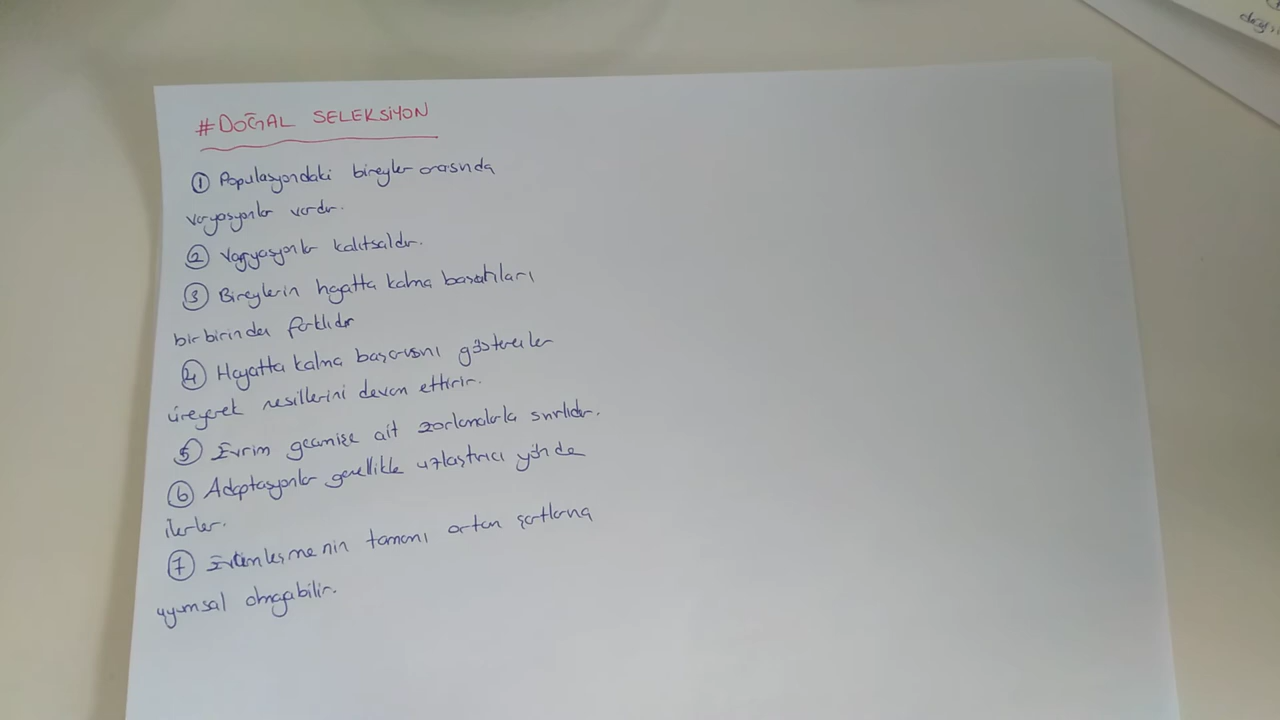 #DOĞAL SELEKSİYON
① Populasyondaki bireyler arasında
varyasyonlar vardır.
② Varyasyonlar kalıtsaldır.
③ Bireylerin hayatta kalma başarıları
birbirinden farklıdır
④ Hayatta kalma başarısını gösterenler
üreyerek nesillerini devam ettirir.
⑤ Evrim geçmişe ait zorlamalarla sınırlıdır.
⑥ Adaptasyonlar genellikle uzlaştırıcı yönde
ilerler.
⑦ Evrimleşmenin tamamı ortam şartlarına
uyumsal olmayabilir.